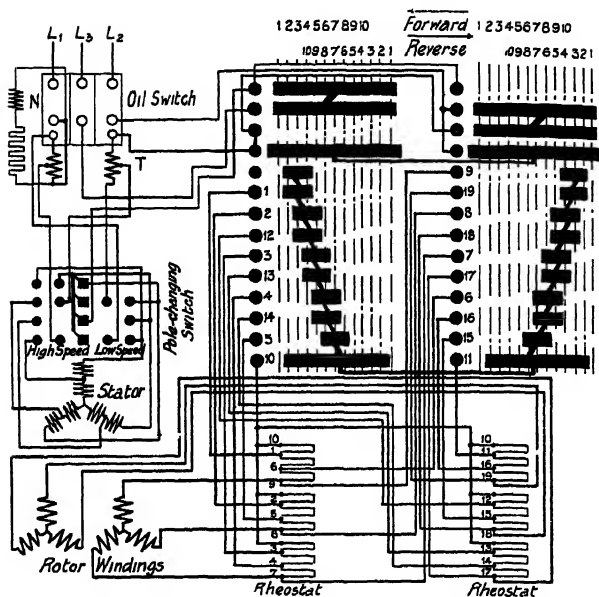 1 2 3 4 5 6 7 8 9 10
Forward
1 2 3 4 5 6 7 8 9 10
10 9 8 7 6 5 4 3 2 1
Reverse
10 9 8 7 6 5 4 3 2 1
L1 L3 L2
N
Oil Switch
T
1
2
12
3
13
4
14
5
10
9
19
8
18
7
17
6
16
15
11
Pole-changing
Switch
High Speed
Low Speed
Stator
10
1
6
9
2
5
8
3
4
7
10
11
16
19
12
15
18
13
14
17
Rotor Windings
Rheostat
Rheostat